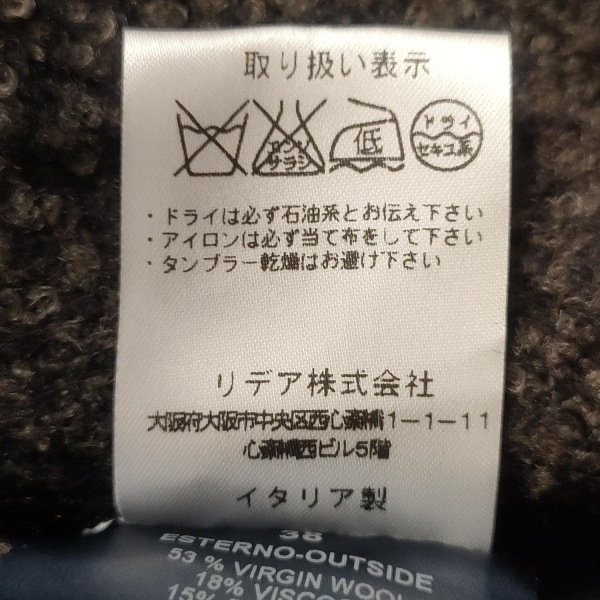 取り扱い表示
エンソ サラシ 低 ドライ セキユ系
・ドライは必ず石油系とお伝え下さい
・アイロンは必ず当て布をして下さい
・タンブラー乾燥はお避け下さい
リデア株式会社
大阪府大阪市中央区西心斎橋1-1-11
心斎橋西ビル5階
イタリア製
38
ESTERNO-OUTSIDE
53 % VIRGIN WOOL
18% VISCO
15%